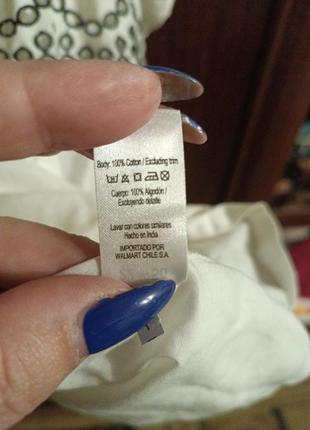 Body: 100% Cotton / Excluding trim
Cuerpo: 100% Algodón /
Excluyendo detalle
Lavar con colores similares
Hecho en India
IMPORTADO POR
WALMART CHILE S.A.